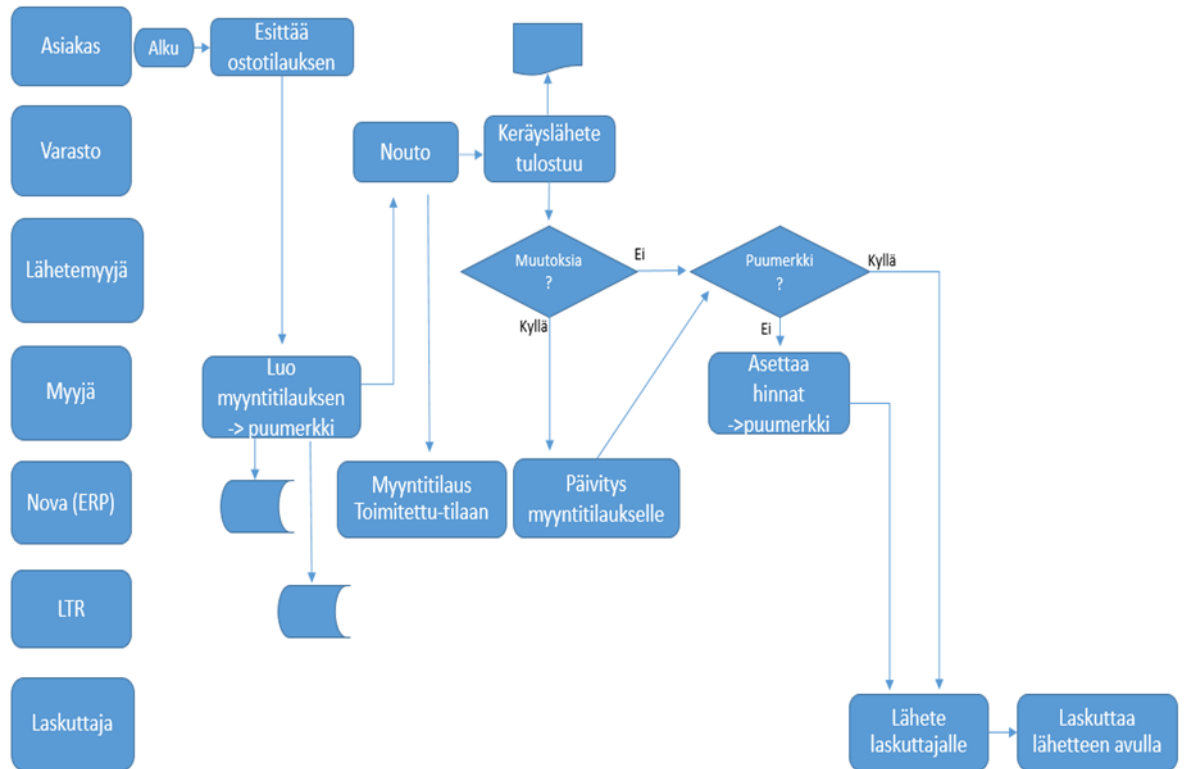 Asiakas
Alku
Esittää
ostotilauksen
Varasto
Nouto
Keräyslähete
tulostuu
Lähetemyyjä
Muutoksia
?
Ei
Kyllä
Puumerkki
?
Kyllä
Ei
Myyjä
Luo
myyntitilauksen
-> puumerkki
Asettaa
hinnat
->puumerkki
Nova (ERP)
Myyntitilaus
Toimitettu-tilaan
Päivitys
myyntitilaukselle
LTR
Laskuttaja
Lähete
laskuttajalle
Laskuttaa
lähetteen avulla